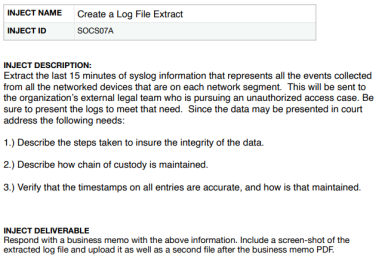 INJECT NAME Create a Log File Extract
INJECT ID SOCS07A
INJECT DESCRIPTION:
Extract the last 15 minutes of syslog information that represents all the events collected
from all the networked devices that are on each network segment. This will be sent to
the organization's external legal team who is pursuing an unauthorized access case. Be
sure to present the logs to meet that need. Since the data may be presented in court
address the following needs:
1.) Describe the steps taken to insure the integrity of the data.
2.) Describe how chain of custody is maintained.
3.) Verify that the timestamps on all entries are accurate, and how is that maintained.
INJECT DELIVERABLE
Respond with a business memo with the above information. Include a screen-shot of the
extracted log file and upload it as well as a second file after the business memo PDF.